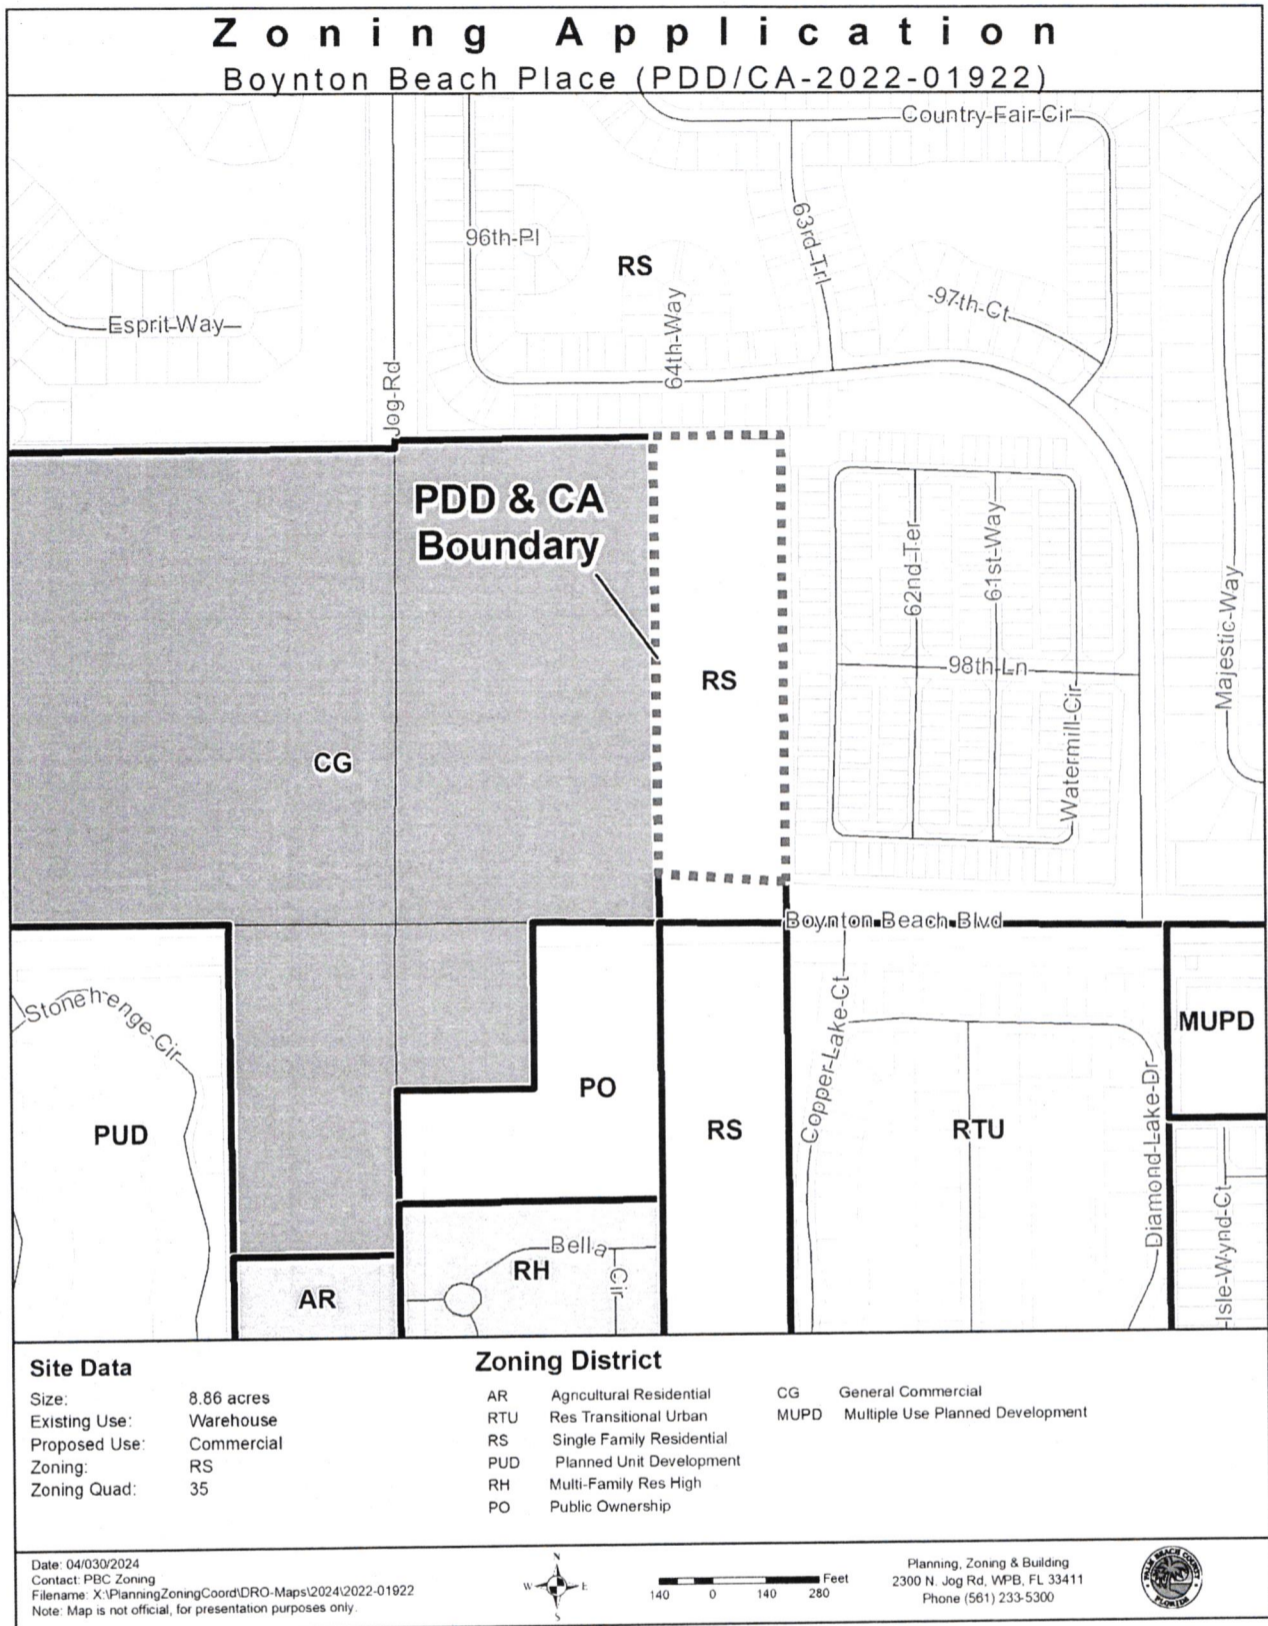 Zoning Application
Boynton Beach Place (PDD/CA-2022-01922)
Country-Fair-Cir
96th-Pl
63rd-Trl
RS
97th-Ct
Esprit-Way
64th-Way
Jog-Rd
PDD & CA
Boundary
62nd-Ter
61st-Way
Majestic-Way
98th-Ln
RS
Watermill-Cir
CG
Boynton Beach Blvd
Stonehenge-Cir
Copper-Lake-Ct
MUPD
PO
PUD
RS
RTU
Diamond-Lake-Dr
Isle-Wynd-Ct
Bella
Cir
RH
AR
Site Data
Size: 8.86 acres
Existing Use: Warehouse
Proposed Use: Commercial
Zoning: RS
Zoning Quad: 35
Zoning District
AR Agricultural Residential
RTU Res Transitional Urban
RS Single Family Residential
PUD Planned Unit Development
RH Multi-Family Res High
PO Public Ownership
CG General Commercial
MUPD Multiple Use Planned Development
Date: 04/030/2024
Contact: PBC Zoning
Filename: X:\PlanningZoningCoord\DRO-Maps\2024\2022-01922
Note: Map is not official, for presentation purposes only.
N
W E
S
Feet
140 0 140 280
Planning, Zoning & Building
2300 N. Jog Rd, WPB, FL 33411
Phone (561) 233-5300
PALM BEACH COUNTY
FLORIDA